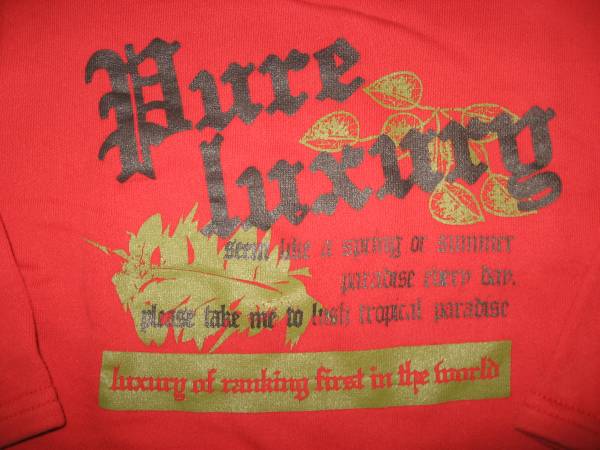 Pure
luxury
seem like a spring or summer
paradise every day.
please take me to lush tropical paradise
luxury of ranking first in the world